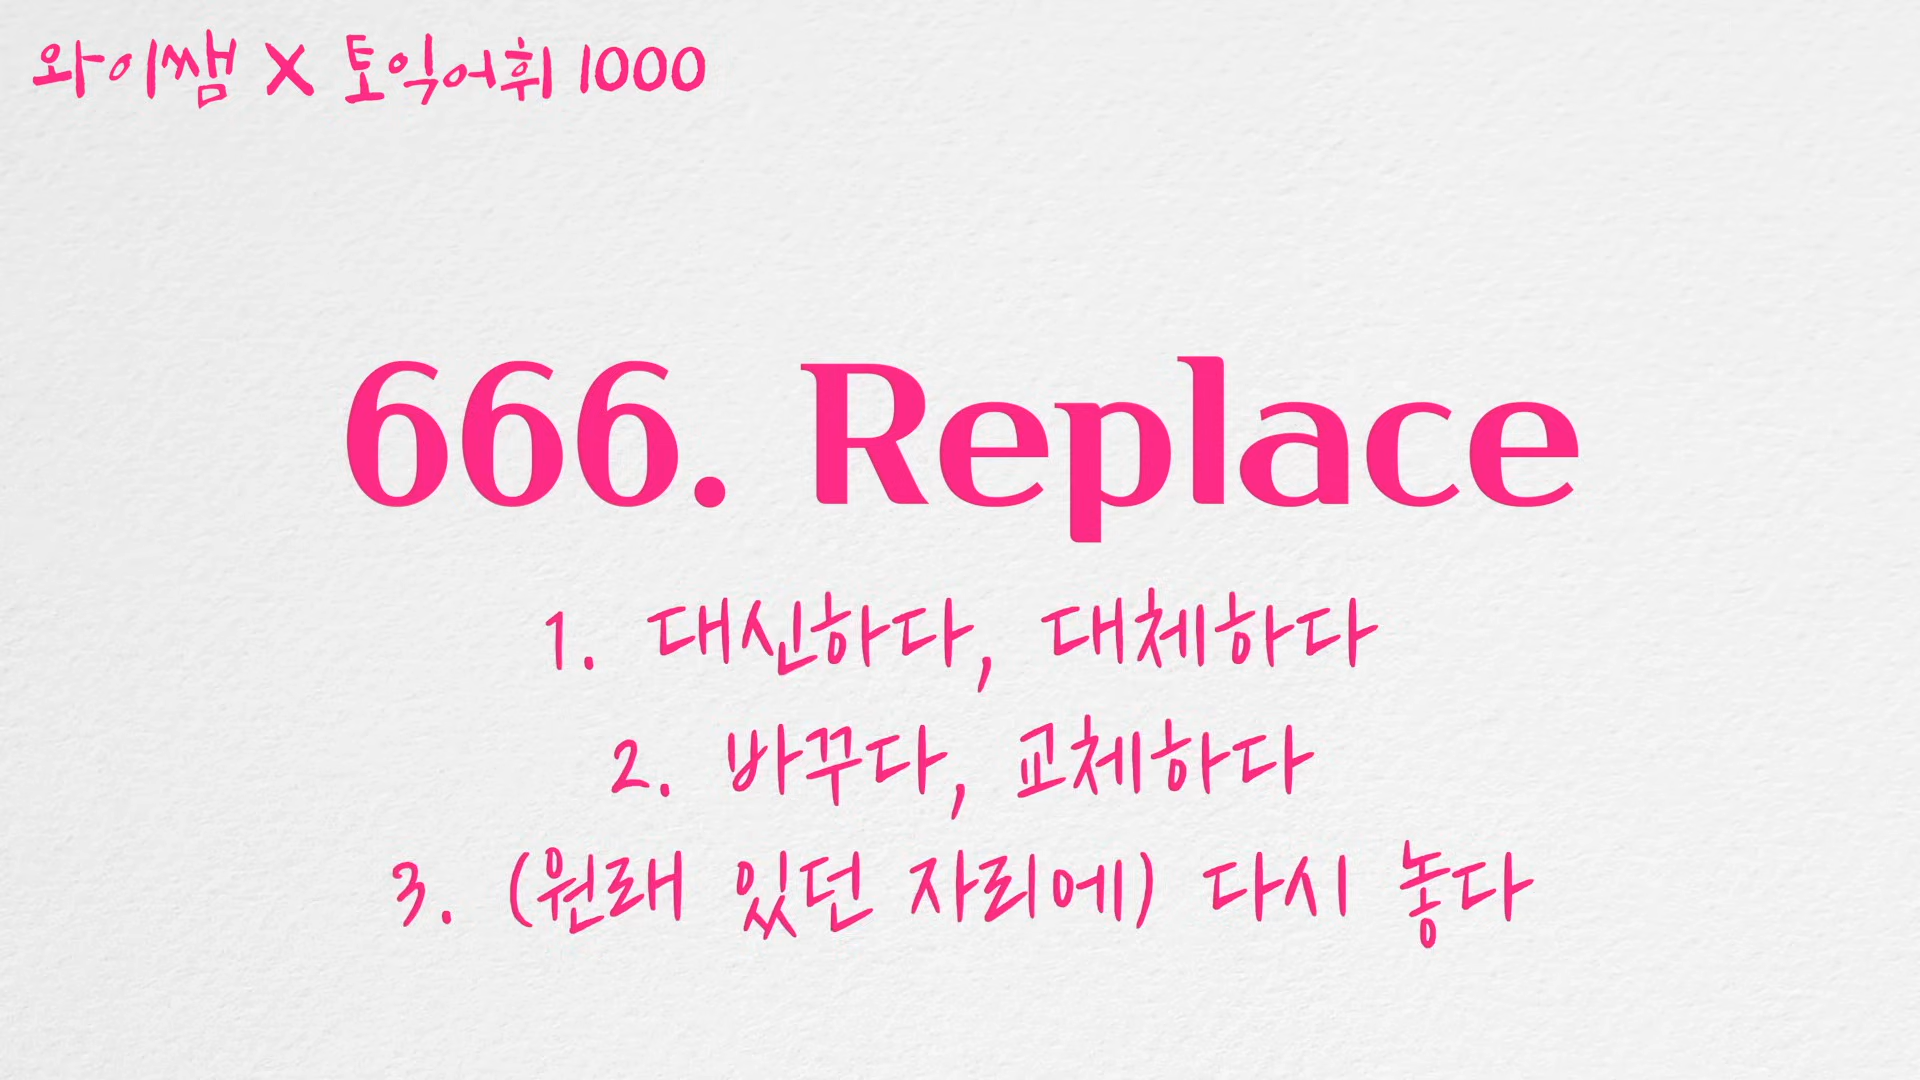 와이쌤 X 토익어휘 1000
666. Replace
1. 대신하다, 대체하다
2. 바꾸다, 교체하다
3. (원래 있던 자리에) 다시 놓다